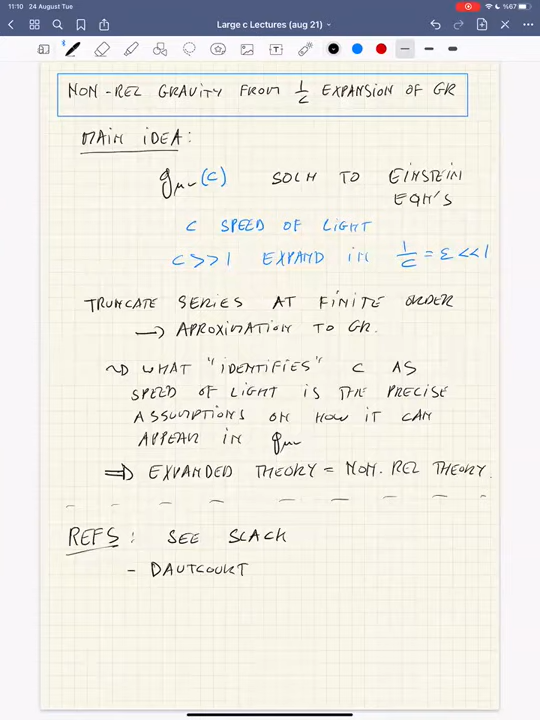 11:10 24 August Tue
%67
Large c Lectures (aug 21)
NON-REL GRAVITY FROM 1/c EXPANSION OF GR
MAIN IDEA:
gμν(c) SOLN TO EINSTEIN
EQN'S
C SPEED OF LIGHT
C >> 1 EXPAND IN 1/c = ε << 1
TRUNCATE SERIES AT FINITE ORDER
→ APROXIMATION TO GR.
~> WHAT "IDENTIFIES" C AS
SPEED OF LIGHT IS THE PRECISE
ASSUMPTIONS ON HOW IT CAN
APPEAR IN gμν
⇒ EXPANDED THEORY = NON.REL THEORY.
REFS: SEE SLACK
- DAUTCOURT